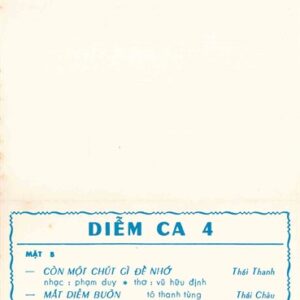 DIỄM CA 4
MẶT B
— CÒN MỘT CHÚT GÌ ĐỂ NHỚ Thái Thanh
nhạc : phạm duy • thơ : vũ hữu định
— MẮT DIỄM BUỒN tô thanh tùng Thái Châu